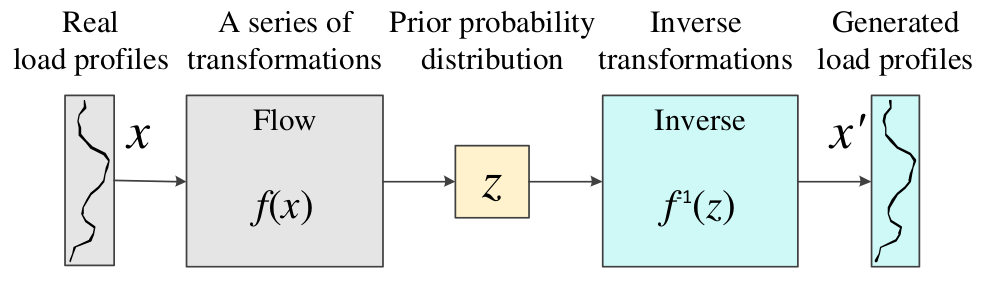 Real
load profiles
A series of
transformations
Prior probability
distribution
Inverse
transformations
Generated
load profiles
x
Flow
f(x)
z
Inverse
f⁻¹(z)
x'